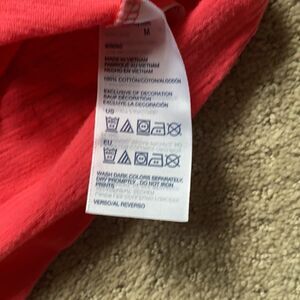 M
MADE IN VIETNAM
FABRIQUÉ AU VIETNAM
HECHO EN VIETNAM
100% COTTON/COTON/ALGODÓN
EXCLUSIVE OF DECORATION
SAUF DÉCORATION
EXCLUYE LA DECORACIÓN
US
EU
WASH DARK COLORS SEPARATELY,
DRY PROMPTLY, DO NOT IRON
PRINTS
VERSO/AL REVERSO